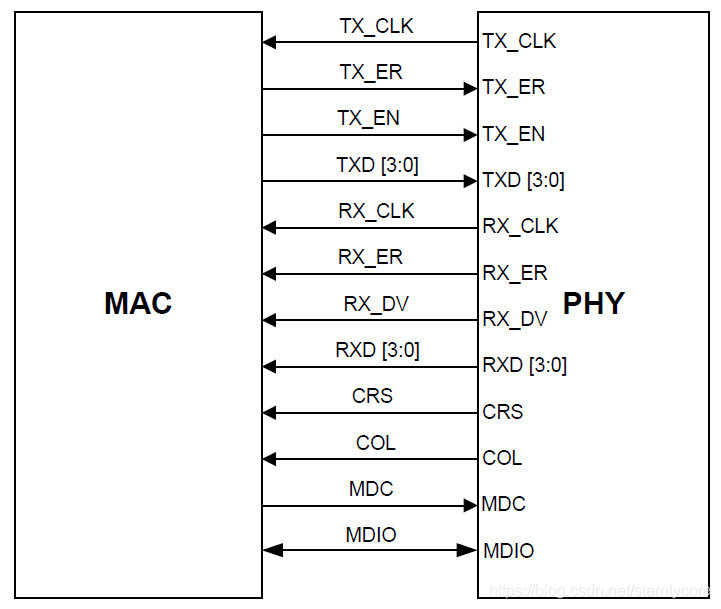 TX_CLK TX_CLK
TX_ER TX_ER
TX_EN TX_EN
TXD [3:0] TXD [3:0]
RX_CLK RX_CLK
RX_ER RX_ER
MAC PHY
RX_DV RX_DV
RXD [3:0] RXD [3:0]
CRS CRS
COL COL
MDC MDC
MDIO MDIO
https://blog.csdn.net/sternlycore